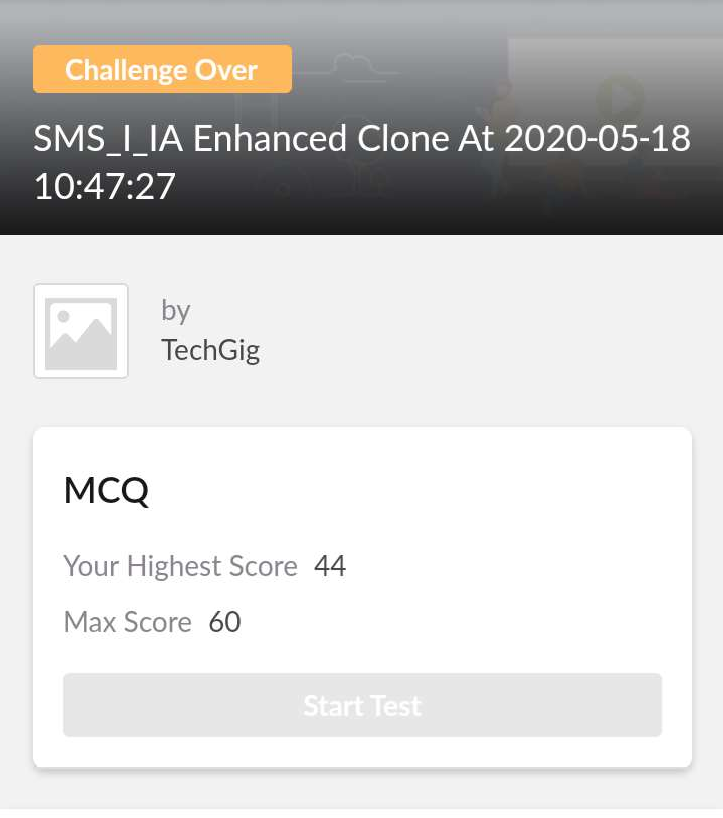 Challenge Over
SMS_I_IA Enhanced Clone At 2020-05-18
10:47:27
by
TechGig
MCQ
Your Highest Score 44
Max Score 60
Start Test